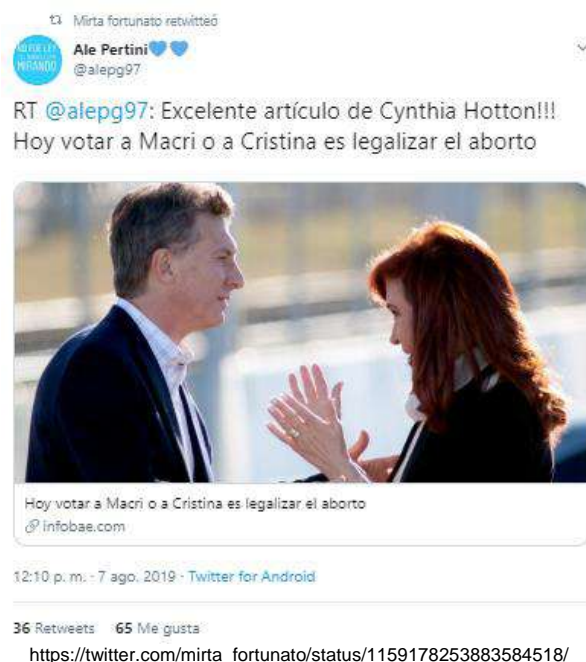 Mirta fortunato retwitteó
Ale Pertini
@alepg97
RT @alepg97: Excelente artículo de Cynthia Hotton!!!
Hoy votar a Macri o a Cristina es legalizar el aborto
Hoy votar a Macri o a Cristina es legalizar el aborto
infobae.com
12:10 p. m. · 7 ago. 2019 · Twitter for Android
36 Retweets 65 Me gusta
https://twitter.com/mirta_fortunato/status/1159178253883584518/